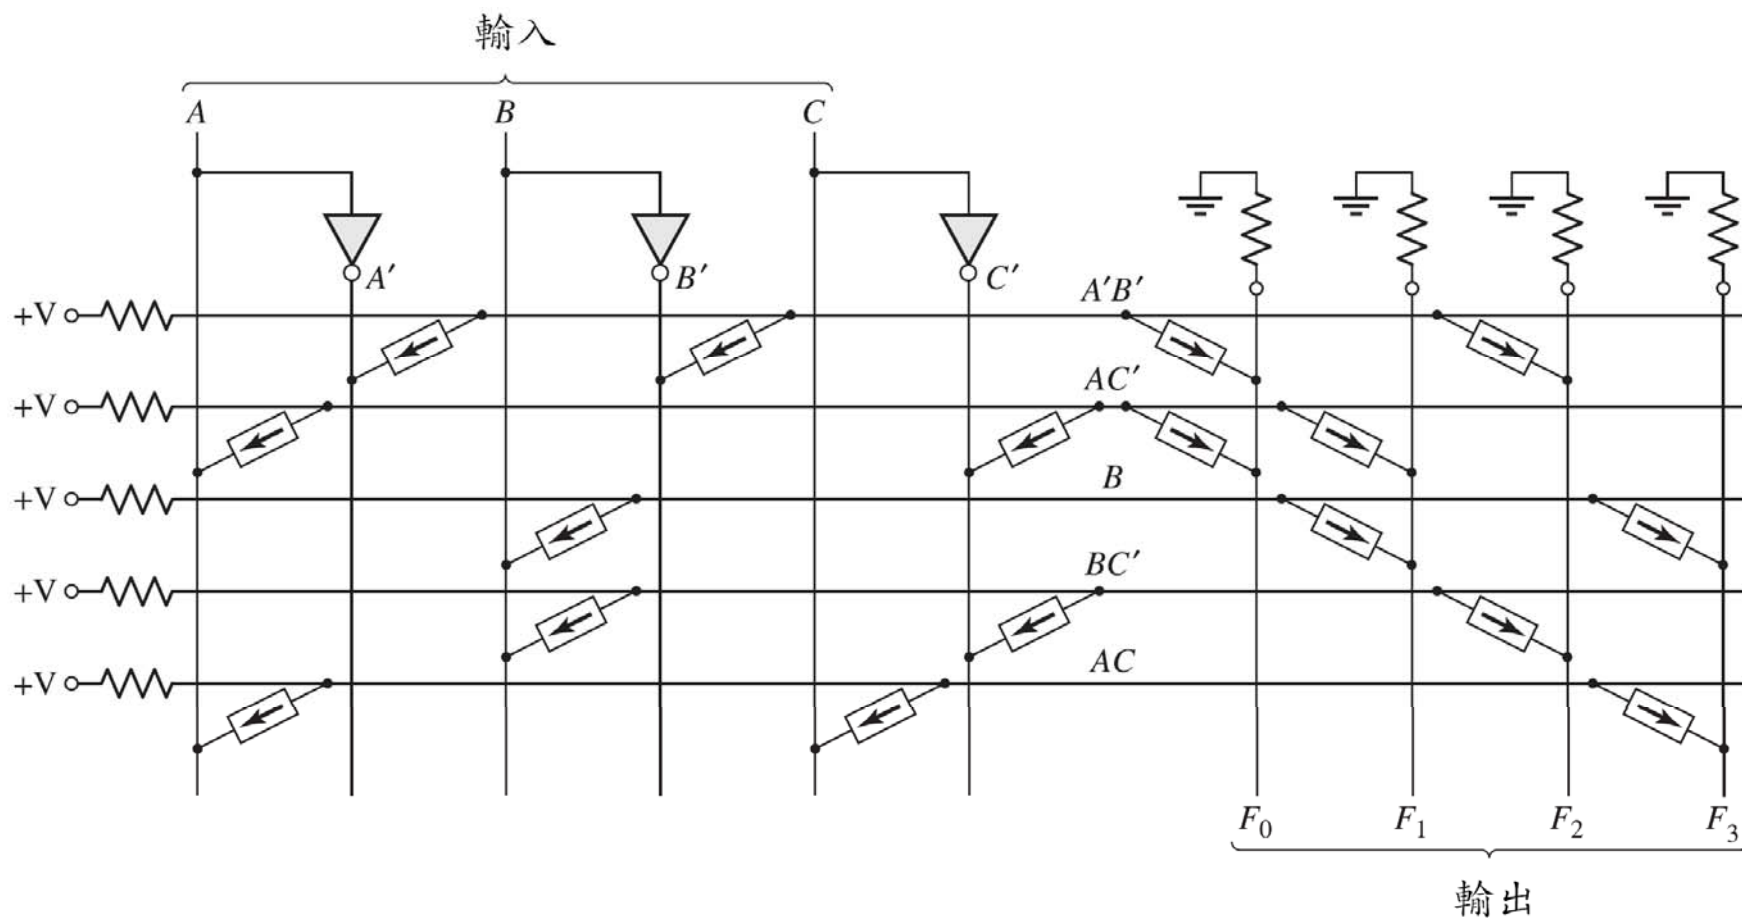 輸入
A B C
A′ B′ C′
+V A′B′
+V AC′
+V B
+V BC′
+V AC
F0 F1 F2 F3
輸出